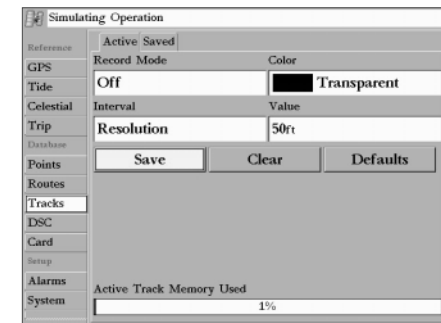 Simulating Operation
Reference
GPS
Tide
Celestial
Trip
Database
Points
Routes
Tracks
DSC
Card
Setup
Alarms
System
Active Saved
Record Mode Color
Off Transparent
Interval Value
Resolution 50ft
Save Clear Defaults
Active Track Memory Used
1%